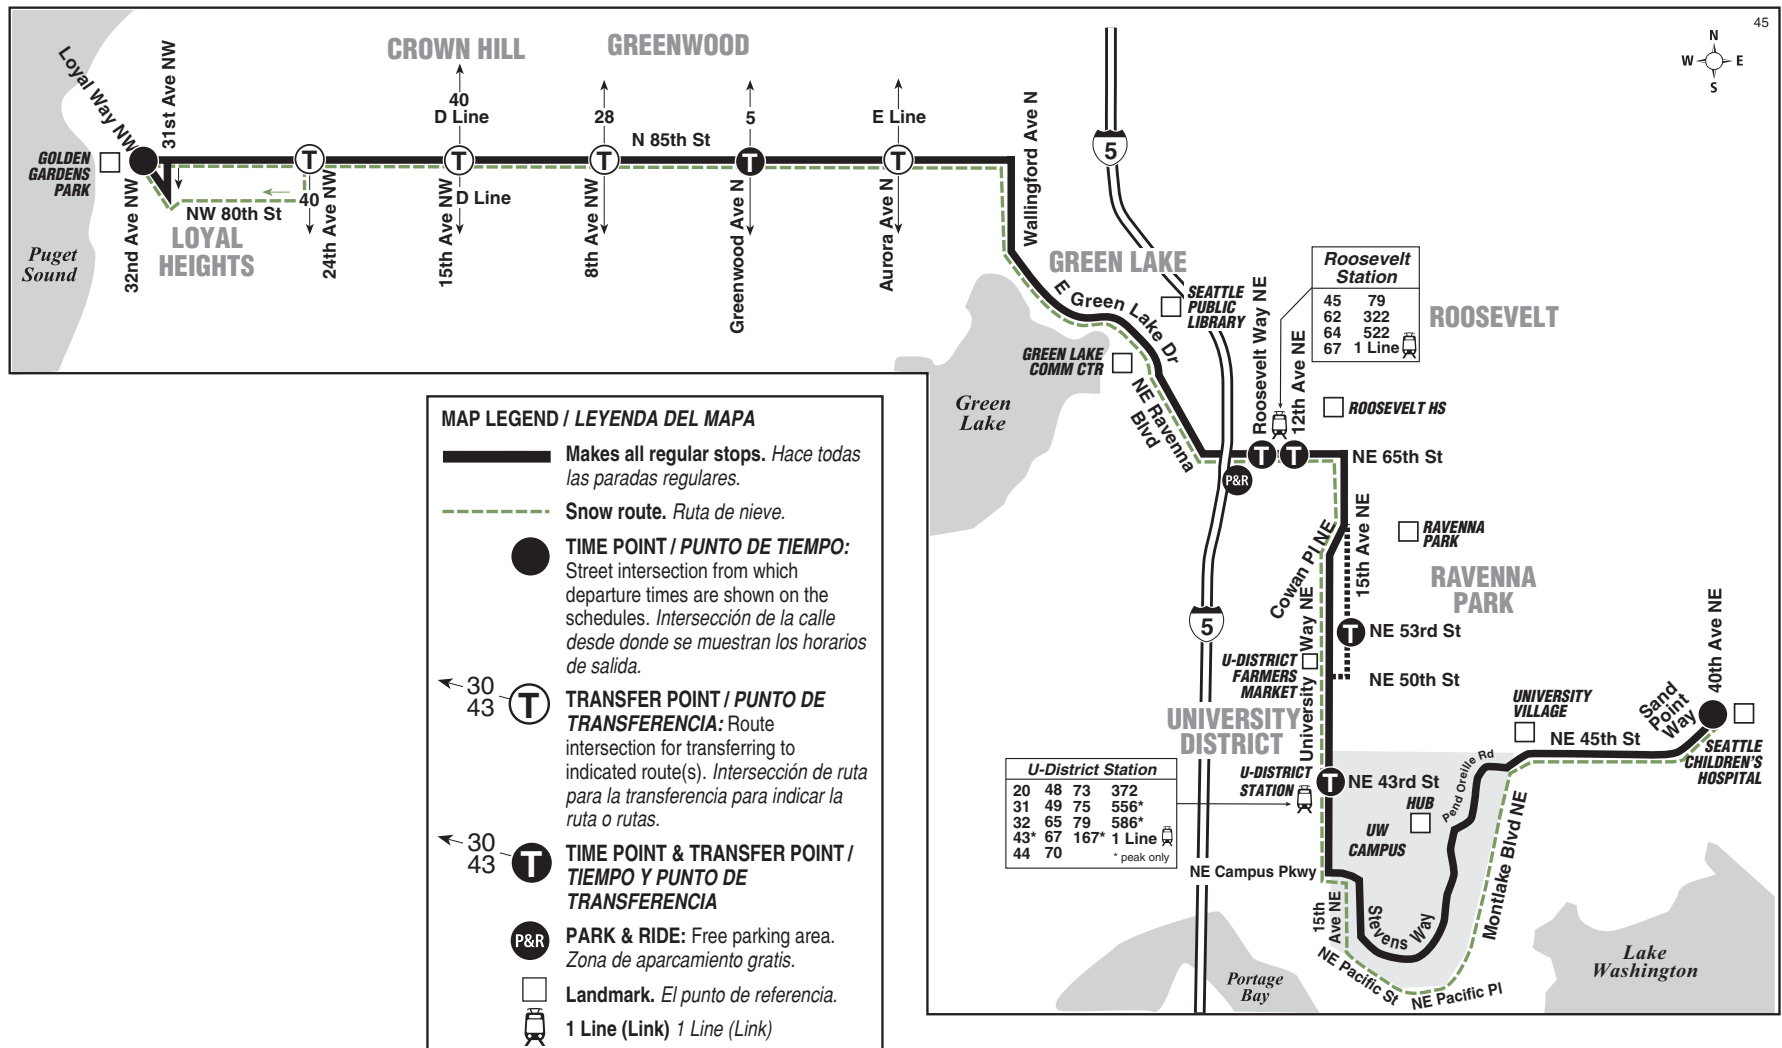 45
N
W E
S
CROWN HILL
GREENWOOD
Loyal Way NW
31st Ave NW
40
D Line
28
5
E Line
N 85th St
Wallingford Ave N
5
GOLDEN
GARDENS
PARK
T
T
T
T
T
40
D Line
NW 80th St
LOYAL
HEIGHTS
Puget
Sound
32nd Ave NW
24th Ave NW
15th Ave NW
8th Ave NW
Greenwood Ave N
Aurora Ave N
GREEN LAKE
E Green Lake Dr
SEATTLE
PUBLIC
LIBRARY
Roosevelt Way NE
12th Ave NE
Roosevelt
Station
45 79
62 322
64 522
67 1 Line
ROOSEVELT
GREEN LAKE
COMM CTR
NE Ravenna
Blvd
Green
Lake
ROOSEVELT HS
T
T
NE 65th St
P&R
15th Ave NE
RAVENNA
PARK
Cowan Pl NE
RAVENNA
PARK
5
University Way NE
T
NE 53rd St
U-DISTRICT
FARMERS
MARKET
NE 50th St
UNIVERSITY
DISTRICT
UNIVERSITY
VILLAGE
Sand
Point
Way
40th Ave NE
NE 45th St
SEATTLE
CHILDREN'S
HOSPITAL
U-District Station
20 48 73 372
31 49 75 556*
32 65 79 586*
43* 67 167* 1 Line
44 70 * peak only
U-DISTRICT
STATION
T
NE 43rd St
HUB
UW
CAMPUS
Pend Oreille Rd
Montlake Blvd NE
NE Campus Pkwy
15th
Ave NE
Stevens Way
NE Pacific St
NE Pacific Pl
Portage
Bay
Lake
Washington
MAP LEGEND / LEYENDA DEL MAPA
Makes all regular stops. Hace todas
las paradas regulares.
Snow route. Ruta de nieve.
TIME POINT / PUNTO DE TIEMPO:
Street intersection from which
departure times are shown on the
schedules. Intersección de la calle
desde donde se muestran los horarios
de salida.
30
43
T
TRANSFER POINT / PUNTO DE
TRANSFERENCIA: Route
intersection for transferring to
indicated route(s). Intersección de ruta
para la transferencia para indicar la
ruta o rutas.
30
43
T
TIME POINT & TRANSFER POINT /
TIEMPO Y PUNTO DE
TRANSFERENCIA
P&R
PARK & RIDE: Free parking area.
Zona de aparcamiento gratis.
Landmark. El punto de referencia.
1 Line (Link) 1 Line (Link)